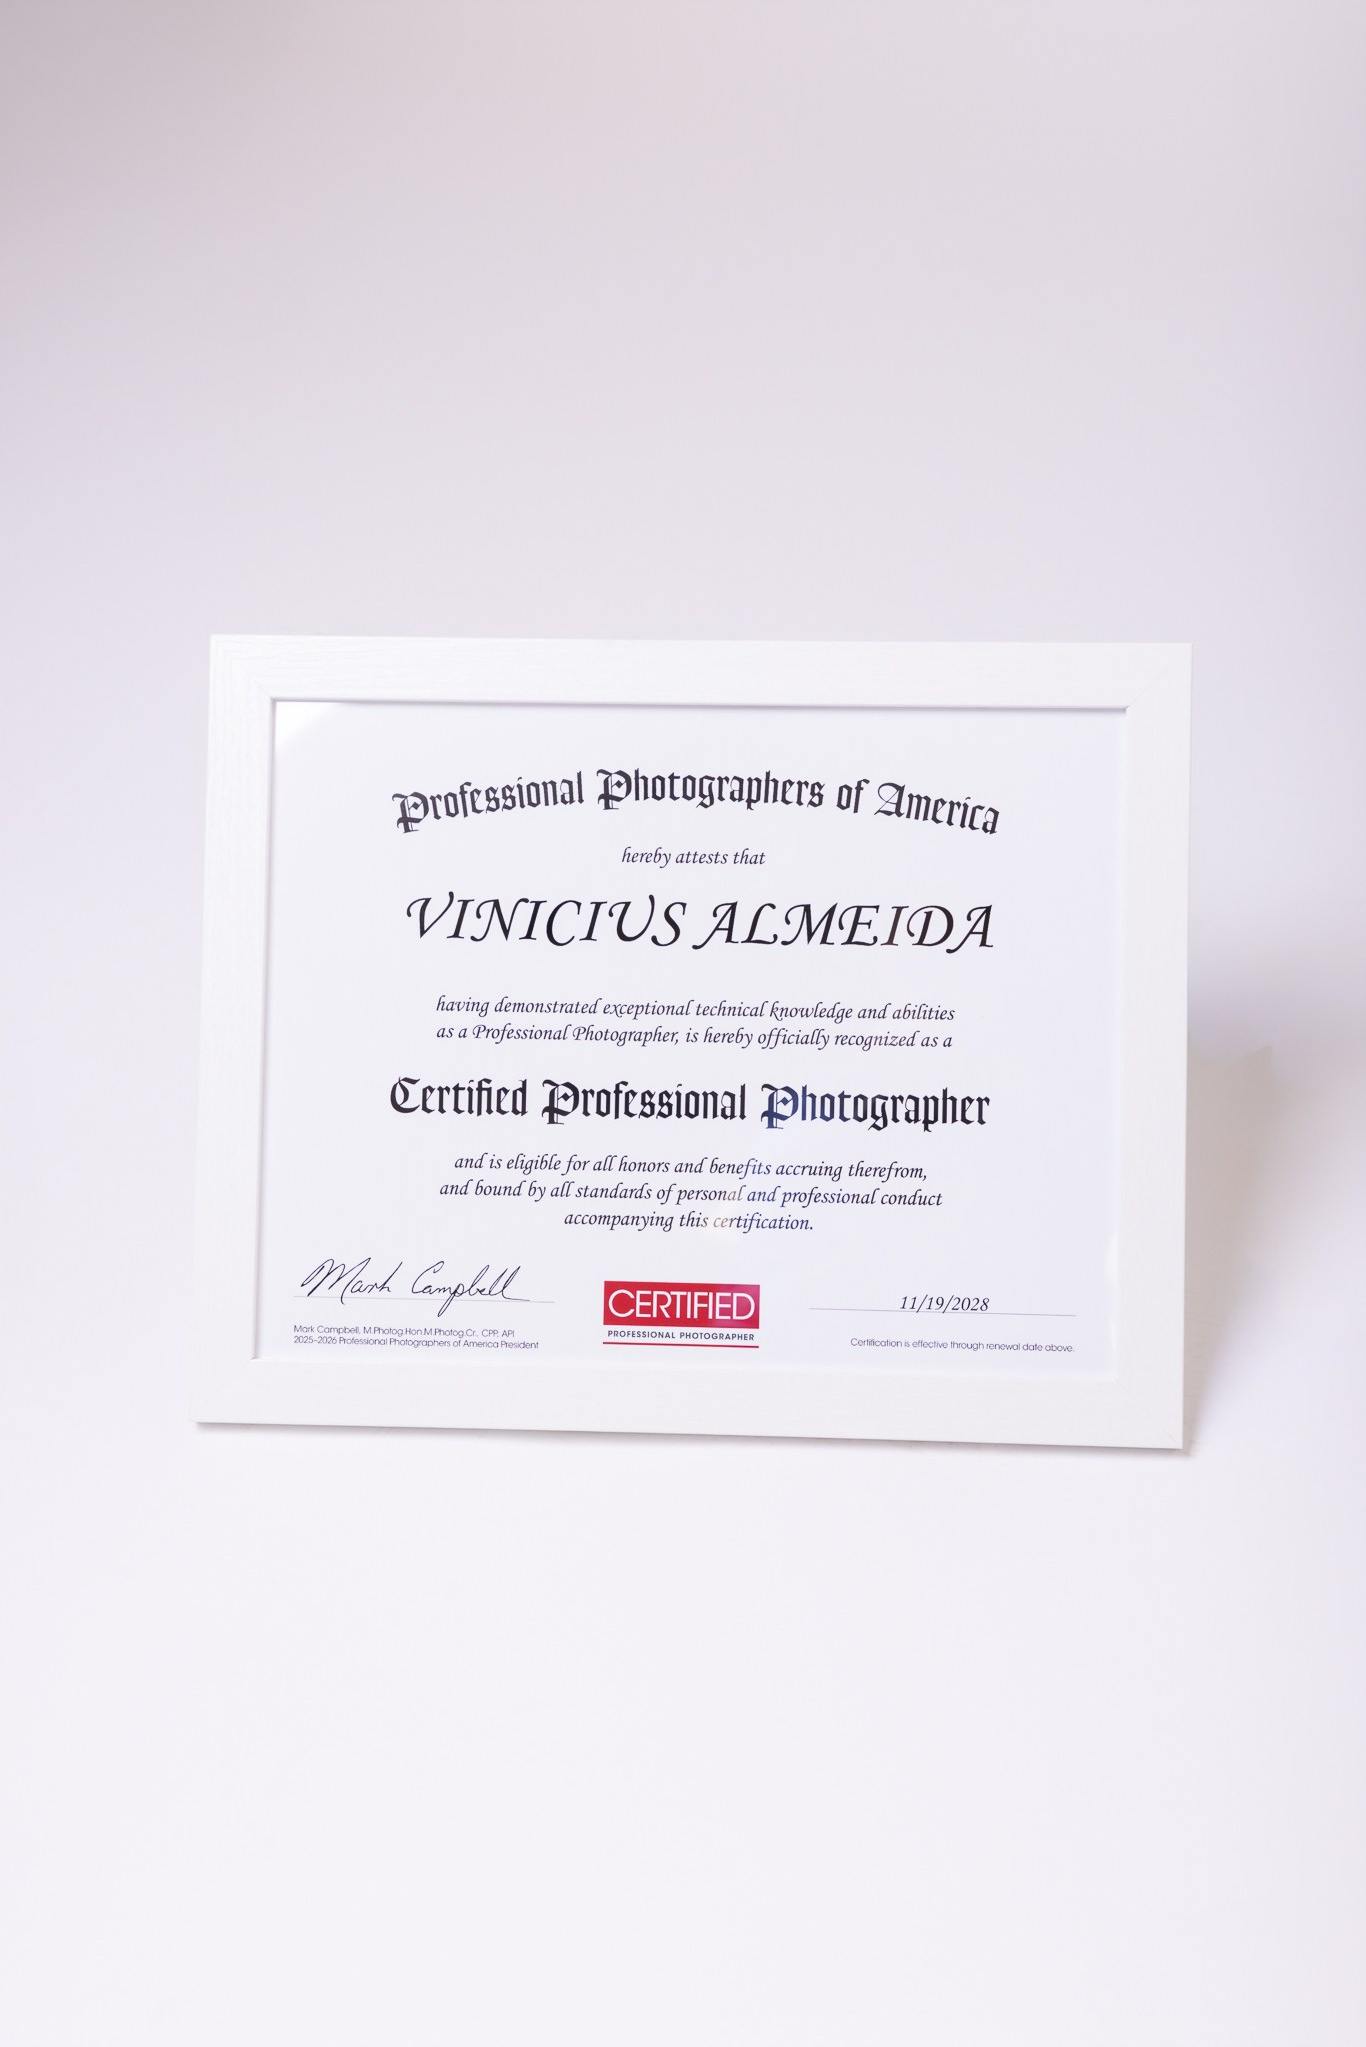 Professional Photographers of America
hereby attests that
VINICIUS ALMEIDA
having demonstrated exceptional technical knowledge and abilities
as a Professional Photographer, is hereby officially recognized as a
Certified Professional Photographer
and is eligible for all honors and benefits accruing therefrom,
and bound by all standards of personal and professional conduct
accompanying this certification.
Mark Campbell
Mark Campbell, M.Photog.Hon.M.Photog.Cr., CPP, API
2025-2026 Professional Photographers of America President
CERTIFIED
PROFESSIONAL PHOTOGRAPHER
11/19/2028
Certification is effective through renewal date above.